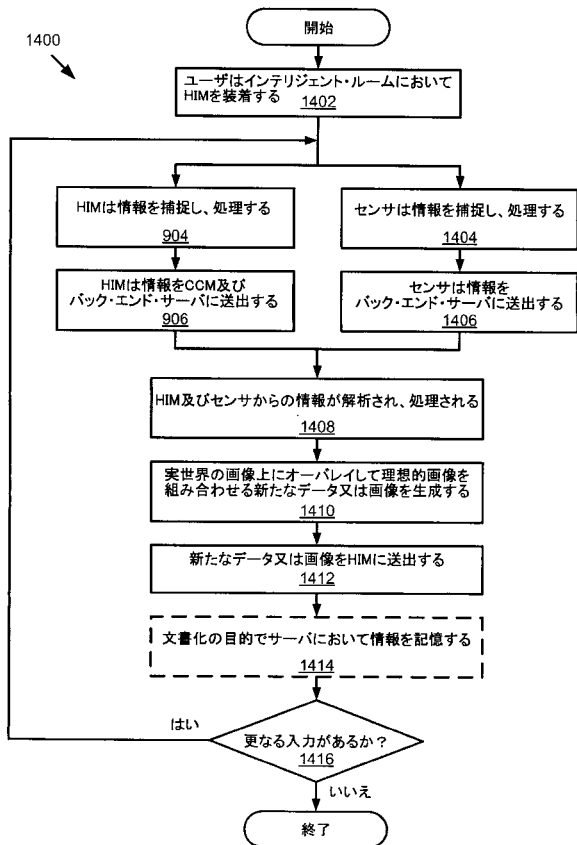 開始
1400
ユーザはインテリジェント・ルームにおいて
HIMを装着する
1402
HIMは情報を捕捉し、処理する
904
センサは情報を捕捉し、処理する
1404
HIMは情報をCCM及び
バック・エンド・サーバに送出する
906
センサは情報を
バック・エンド・サーバに送出する
1406
HIM及びセンサからの情報が解析され、処理される
1408
実世界の画像上にオーバレイして理想的画像を
組み合わせる新たなデータ又は画像を生成する
1410
新たなデータ又は画像をHIMに送出する
1412
文書化の目的でサーバにおいて情報を記憶する
1414
はい
更なる入力があるか?
1416
いいえ
終了